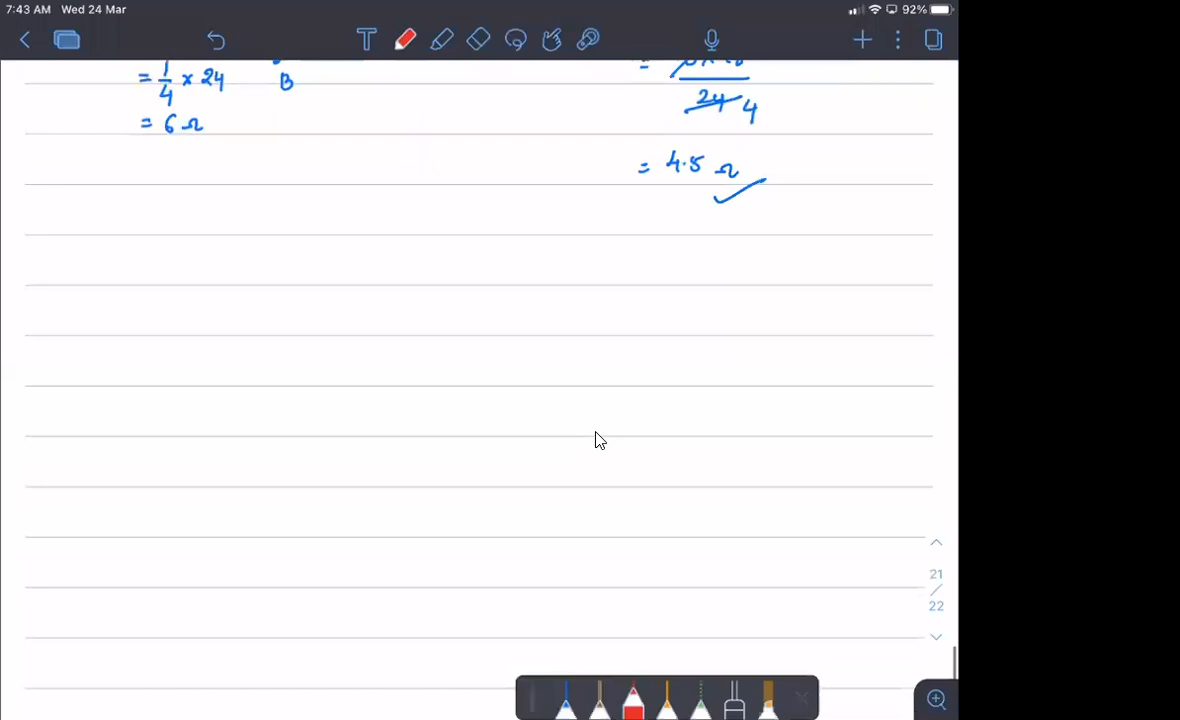 7:43 AM Wed 24 Mar
92%
T
= 1/4 x 24
B
= 6 Ω
=
24 4
= 4.5 Ω
21
/
22